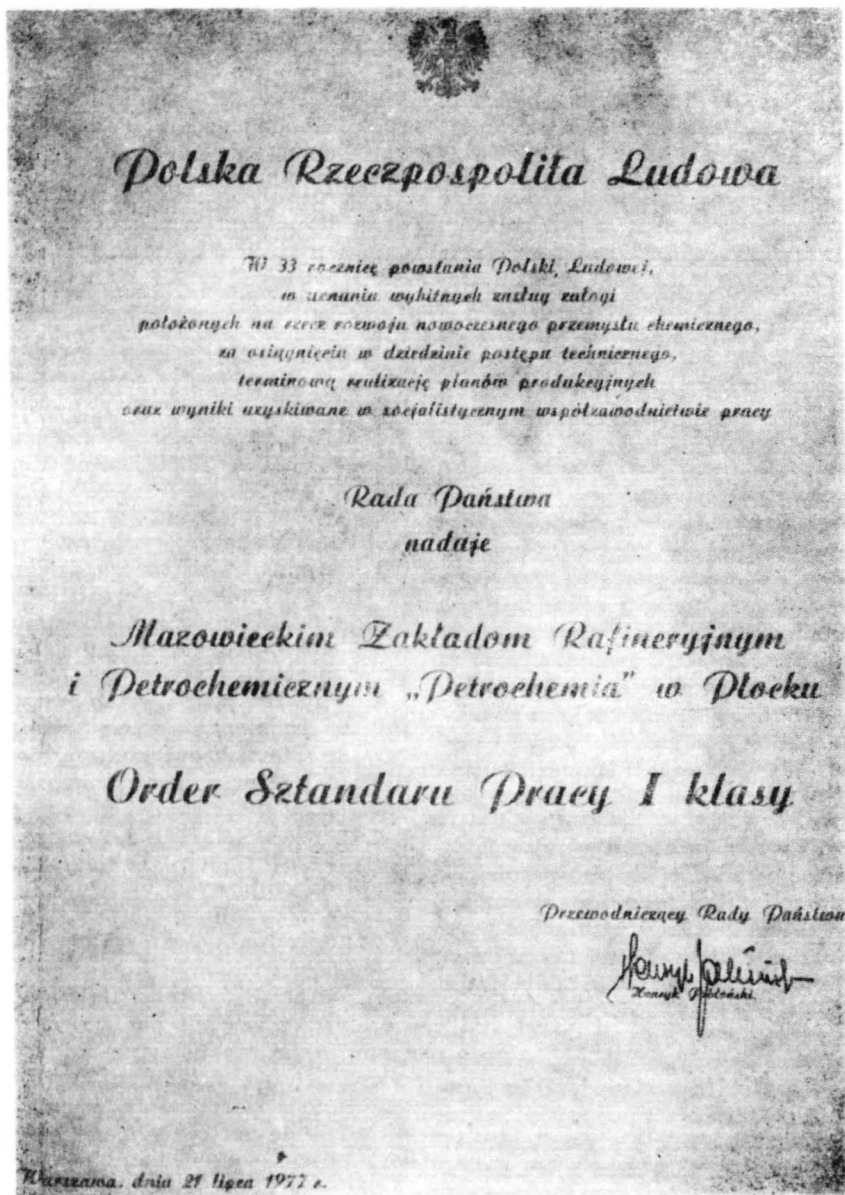 Polska Rzeczpospolita Ludowa
W 33 rocznicę powstania Polski Ludowej,
w uznaniu wybitnych zasług załogi
położonych na rzecz rozwoju nowoczesnego przemysłu chemicznego,
za osiągnięcia w dziedzinie postępu technicznego,
terminową realizację planów produkcyjnych
oraz wyniki uzyskiwane w socjalistycznym współzawodnictwie pracy
Rada Państwa
nadaje
Mazowieckim Zakładom Rafineryjnym
i Petrochemicznym „Petrochemia" w Płocku
Order Sztandaru Pracy I klasy
Przewodniczący Rady Państwa
Henryk Jabłoński
Henryk Jabłoński
Warszawa, dnia 21 lipca 1977 r.